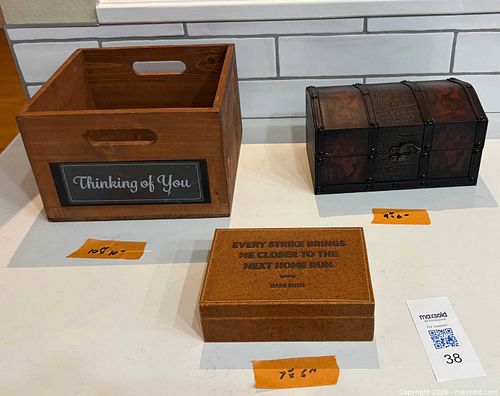 Thinking of You
EVERY STRIKE BRINGS
ME CLOSER TO THE
NEXT HOME RUN
BABE RUTH
maxsold
38
Copyright 2025 - maxsold.com